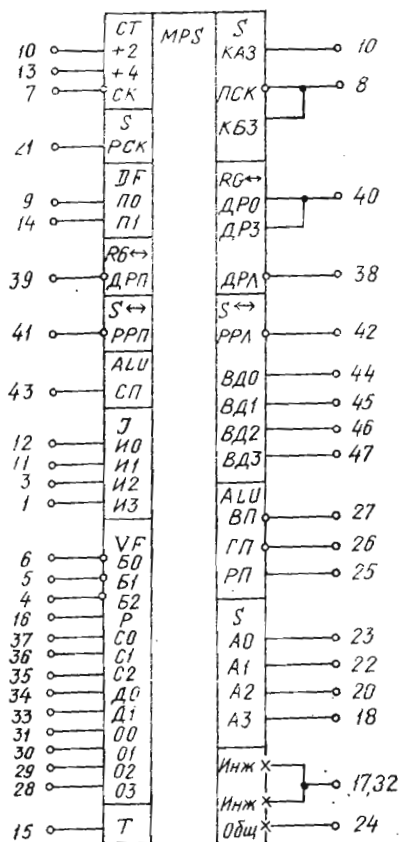 CT MPS S
10 +2 КАЗ 10
13 +4
7 СК ПСК 8
S КБЗ
21 РСК
DF RG↔
9 П0 ДР0 40
14 П1 ДР3
RG↔
39 ДРП ДРЛ 38
S↔ S↔
41 РРП РРЛ 42
ALU
43 СП ВД0 44
ВД1 45
J ВД2 46
12 И0 ВД3 47
11 И1
3 И2 ALU
1 И3 ВП 27
VF ГП 26
6 Б0 РП 25
5 Б1
4 Б2 S
16 Р А0 23
37 С0
36 С1 А1 22
35 С2 А2 20
34 Д0
33 Д1 А3 18
31 О0
30 О1 Инж
29 О2 17,32
28 О3 Инж
15 Т Общ 24